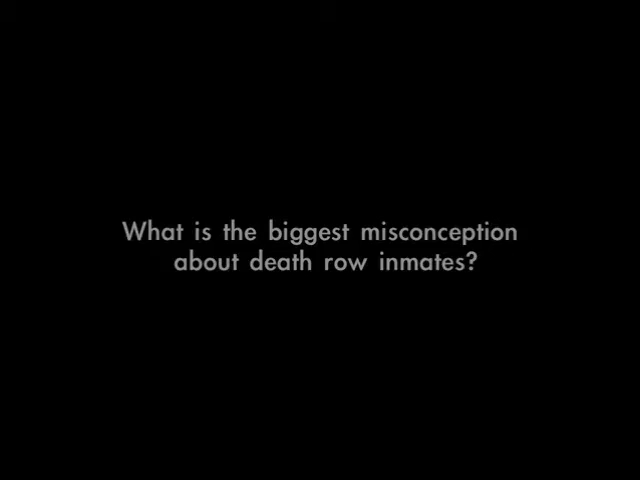 What is the biggest misconception
about death row inmates?